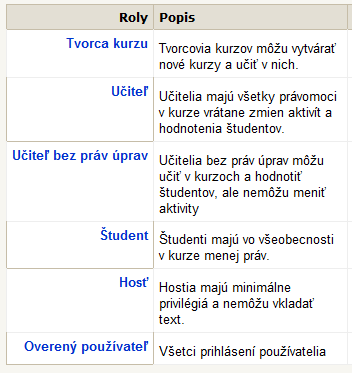 Roly Popis
Tvorca kurzu Tvorcovia kurzov môžu vytvárať
nové kurzy a učiť v nich.
Učiteľ Učitelia majú všetky právomoci
v kurze vrátane zmien aktivít a
hodnotenia študentov.
Učiteľ bez práv úprav Učitelia bez práv úprav môžu
učiť v kurzoch a hodnotiť
študentov, ale nemôžu meniť
aktivity
Študent Študenti majú vo všeobecnosti
v kurze menej práv.
Hosť Hostia majú minimálne
privilégiá a nemôžu vkladať
text.
Overený používateľ Všetci prihlásení používatelia